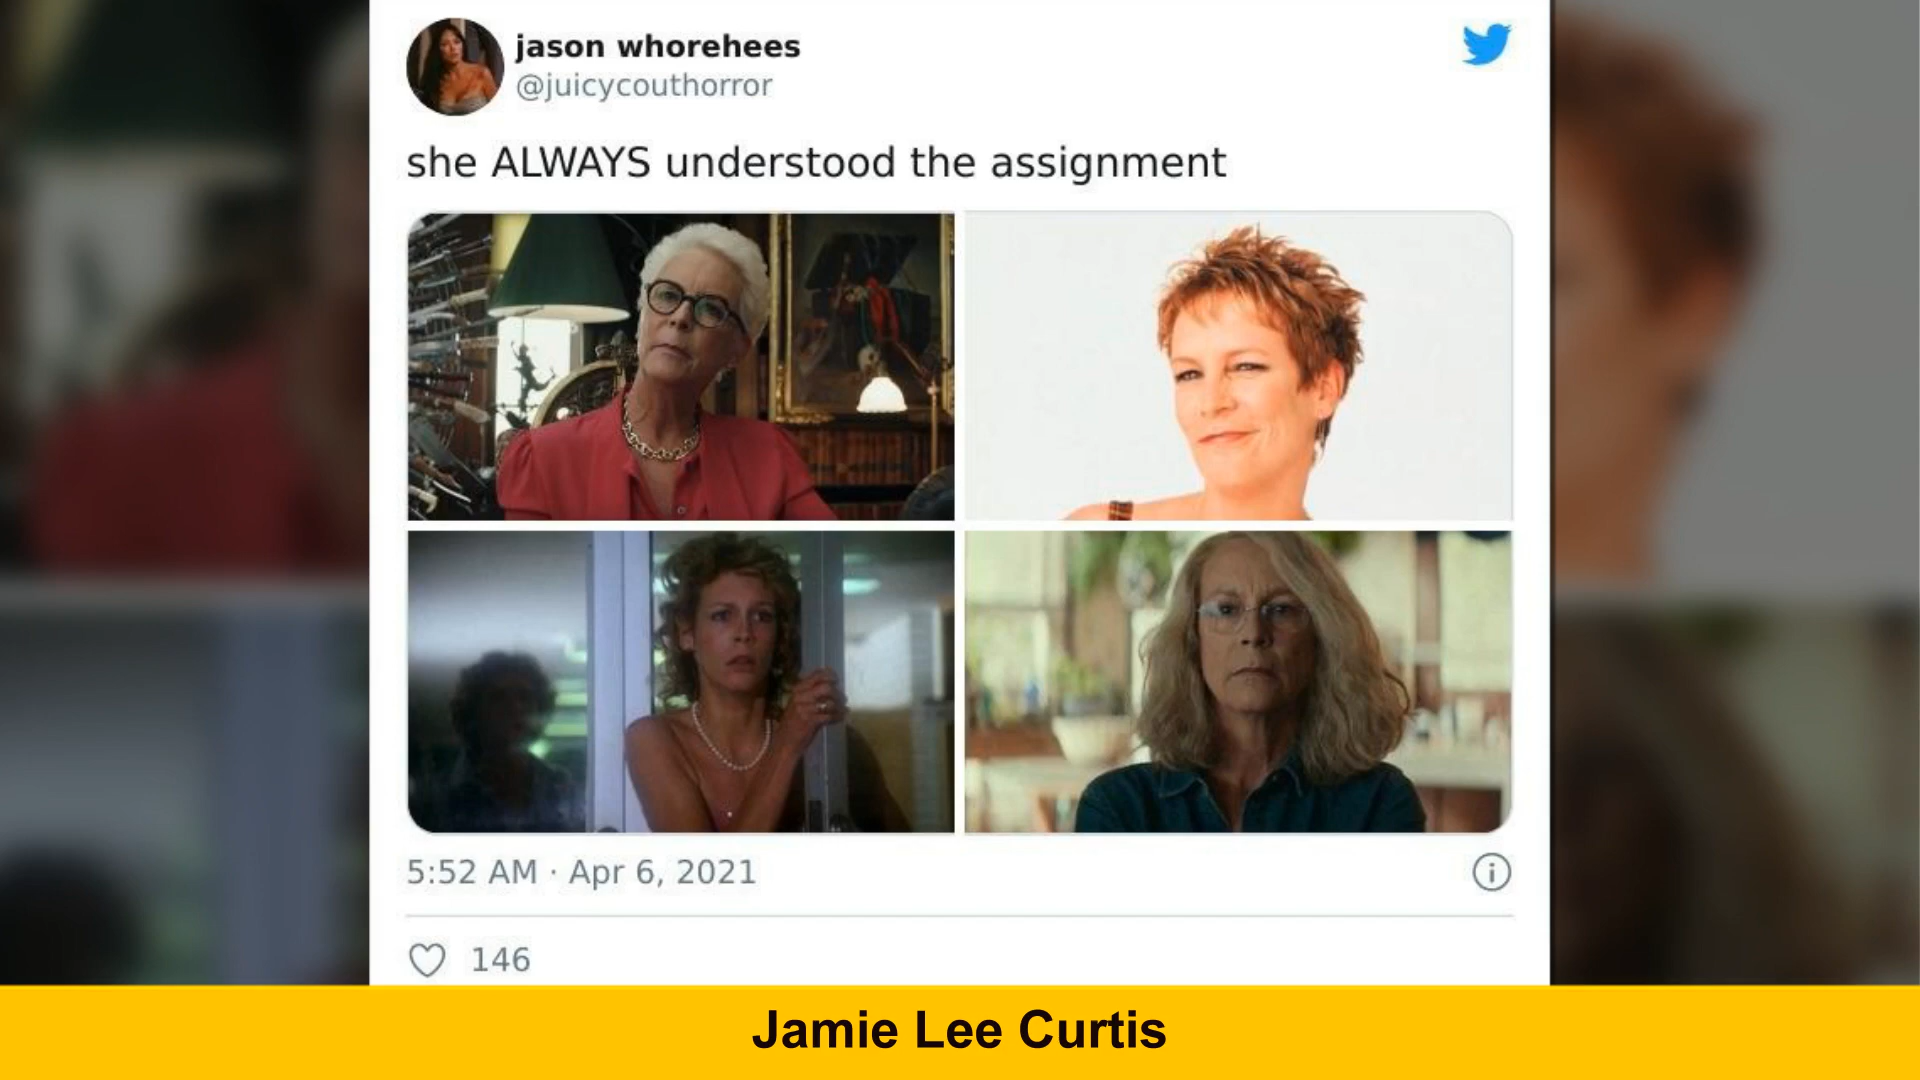 jason whorehees
@juicycouthorror
she ALWAYS understood the assignment
5:52 AM · Apr 6, 2021
146
Jamie Lee Curtis